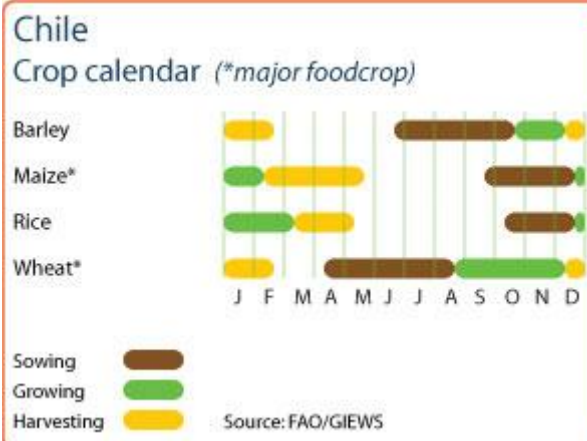 Chile
Crop calendar (*major foodcrop)
Barley
Maize*
Rice
Wheat*
J F M A M J J A S O N D
Sowing
Growing
Harvesting Source: FAO/GIEWS